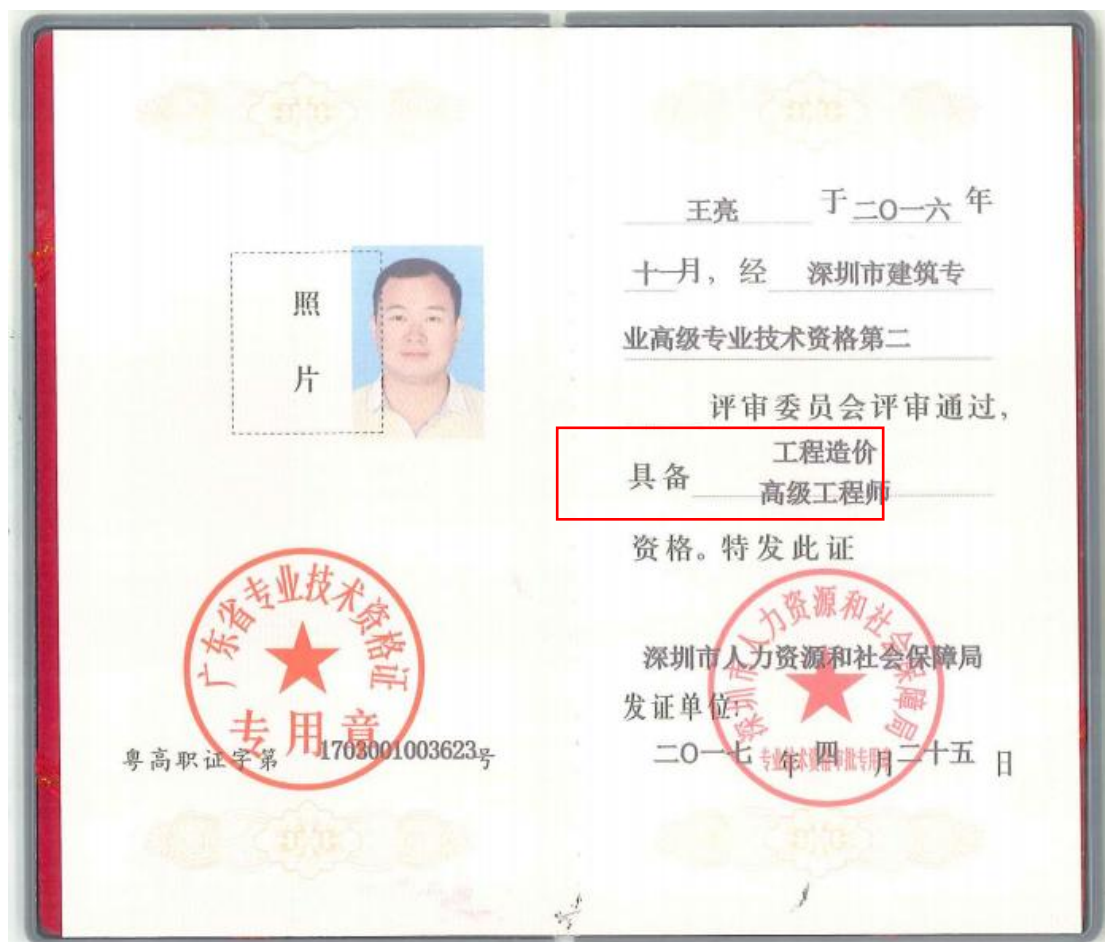 照
片
广东省专业技术资格证
专用章
粤高职证字第 1703001003623号
王亮 于二〇一六年
十一月，经 深圳市建筑专
业高级专业技术资格第二
评审委员会评审通过，
具备 工程造价
高级工程师
资格。特发此证
深圳市人力资源和社会保障局
深圳市人力资源和社会保障局
发证单位：
二〇一七年四月二十五日